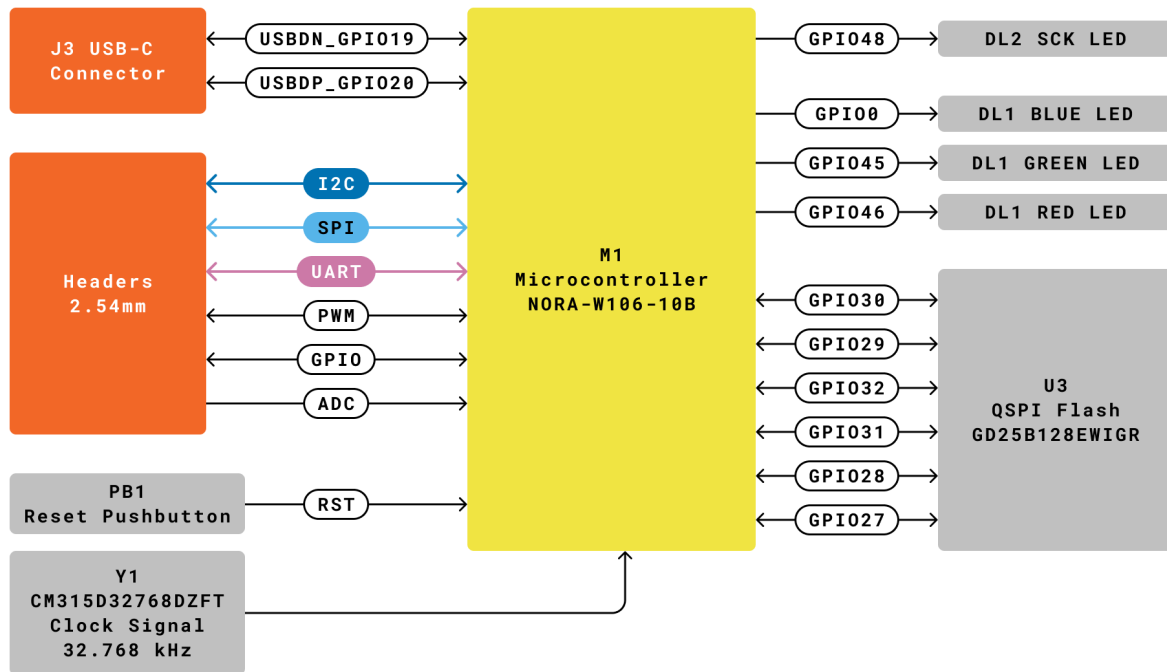 J3 USB-C
Connector
USBDN_GPIO19
USBDP_GPIO20
Headers
2.54mm
I2C
SPI
UART
PWM
GPIO
ADC
PB1
Reset Pushbutton
RST
Y1
CM315D32768DZFT
Clock Signal
32.768 kHz
M1
Microcontroller
NORA-W106-10B
GPIO48
DL2 SCK LED
GPIO0
DL1 BLUE LED
GPIO45
DL1 GREEN LED
GPIO46
DL1 RED LED
GPIO30
GPIO29
GPIO32
GPIO31
GPIO28
GPIO27
U3
QSPI Flash
GD25B128EWIGR